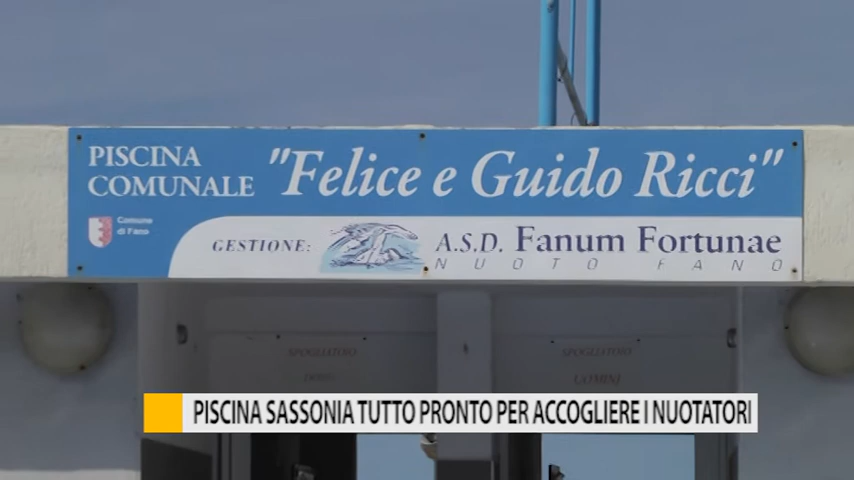 PISCINA
COMUNALE
"Felice e Guido Ricci"
Comune
di Fano
GESTIONE:
A.S.D. Fanum Fortunae
NUOTO FANO
SPOGLIATOIO
SPOGLIATOIO
UOMINI
PISCINA SASSONIA TUTTO PRONTO PER ACCOGLIERE I NUOTATORI